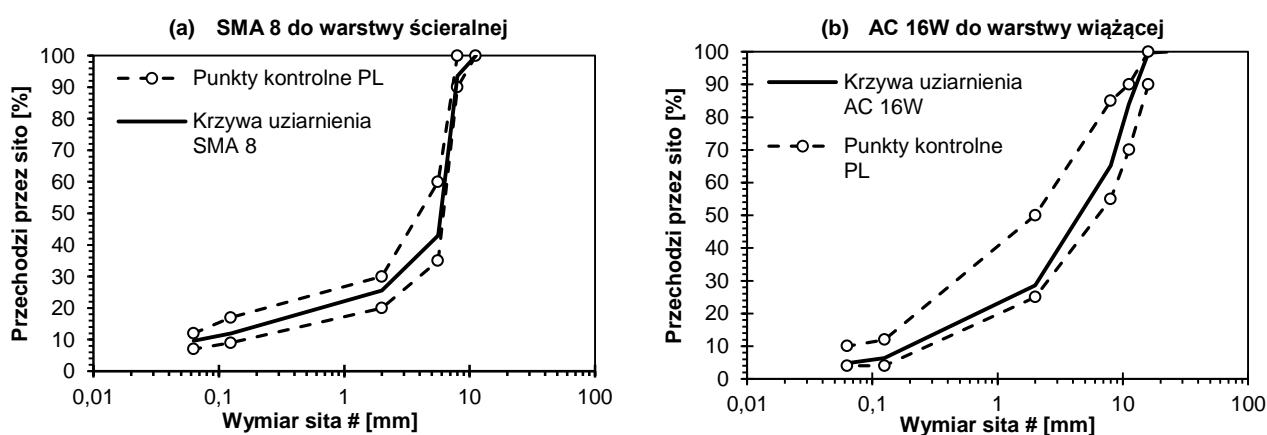 (a) SMA 8 do warstwy ścieralnej
Przechodzi przez sito [%]
100
90
80
70
60
50
40
30
20
10
0
Punkty kontrolne PL
Krzywa uziarnienia
SMA 8
0,01
0,1
1
10
100
Wymiar sita # [mm]
(b) AC 16W do warstwy wiążącej
Przechodzi przez sito [%]
100
90
80
70
60
50
40
30
20
10
0
Krzywa uziarnienia
AC 16W
Punkty kontrolne
PL
0,01
0,1
1
10
100
Wymiar sita # [mm]